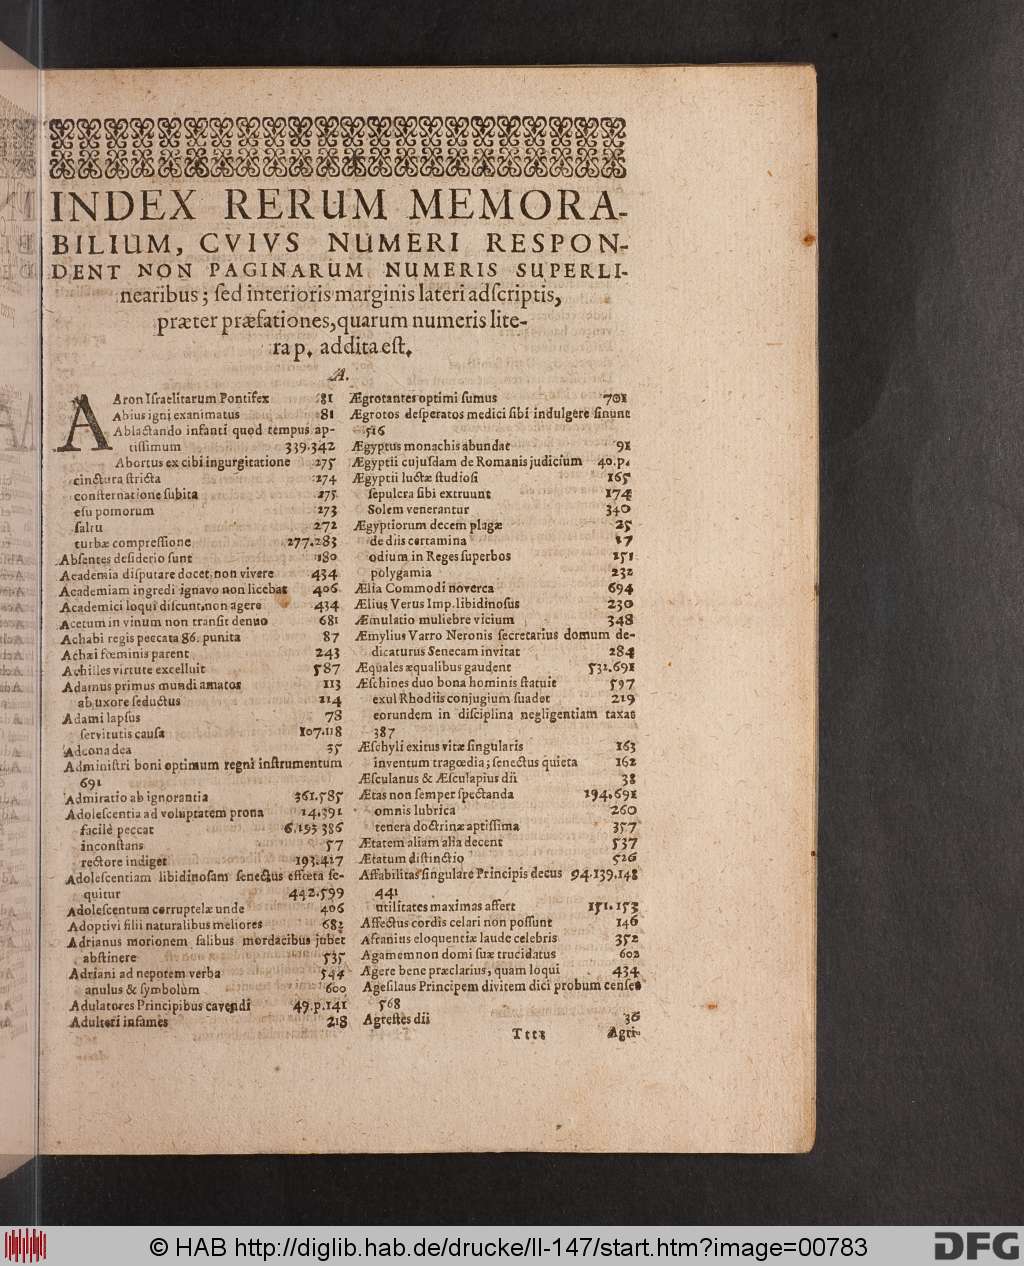 INDEX RERUM MEMORA-
BILIUM, CVIVS NUMERI RESPON-
DENT NON PAGINARUM NUMERIS SUPERLI-
nearibus; ſed interioris marginis lateri adſcriptis,
præter præfationes, quarum numeris lite-
ra p. addita eſt.
A.
AAron Iſraelitarum Pontifex 81
Abius igni exanimatus 81
Ablactando infanti quod tempus ap-
tiſſimum 339.342
Abortus ex cibi ingurgitatione 275
cinctura ſtricta 274
conſternatione ſubita 275
eſu pomorum 273
ſaltu 272
turbæ compreſſione 277.283
Abſentes deſiderio ſunt 180
Academia diſputare docet, non vivere 434
Academiam ingredi ignavo non licebat 406
Academici loqui diſcunt, non agere 434
Acetum in vinum non tranſit denuo 681
Achabi regis peccata 86. punita 87
Achæi fœminis parent 243
Achilles virtute excelluit 587
Adamus primus mundi amator 113
ab uxore ſeductus 214
Adami lapſus 78
ſervitutis cauſa 107.118
Adeona dea 35
Adminiſtri boni optimum regni inſtrumentum
691
Admiratio ab ignorantia 361.585
Adoleſcentia ad voluptatem prona 14.391
facilè peccat 6.193 386
inconſtans 57
rectore indiget 193.417
Adoleſcentiam libidinoſam ſenectus effœta ſe-
quitur 442.599
Adoleſcentum corruptelæ unde 406
Adoptivi filii naturalibus meliores 682
Adrianus morionem ſalibus mordacibus jubet
abſtinere 535
Adriani ad nepotem verba 544
anulus & ſymbolum 600
Adulatores Principibus cavendi 49.p.141
Adulteri infames 218
Ægrotantes optimi ſumus 701
Ægrotos deſperatos medici ſibi indulgere ſinunt
516
Ægyptus monachis abundat 91
Ægyptii cujuſdam de Romanis judicium 40.p.
Ægyptii luctæ ſtudioſi 165
ſepulcra ſibi extruunt 174
Solem venerantur 340
Ægyptiorum decem plagæ 25
de diis certamina 17
odium in Reges ſuperbos 251
polygamia 232
Ælia Commodi noverca 694
Ælius Verus Imp. libidinoſus 230
Æmulatio muliebre vicium 348
Æmylius Varro Neronis ſecretarius domum de-
dicaturus Senecam invitat 284
Æquales æqualibus gaudent 532.691
Æſchines duo bona hominis ſtatuit 597
exul Rhodiis conjugium ſuadet 219
eorundem in diſciplina negligentiam taxat
387
Æſchyli exitus vitæ ſingularis 163
inventum tragœdia; ſenectus quieta 162
Æſculanus & Æſculapius dii 38
Ætas non ſemper ſpectanda 194.691
omnis lubrica 260
tenera doctrinæ aptiſſima 357
Ætatem aliam alia decent 537
Ætatum diſtinctio 526
Affabilitas ſingulare Principis decus 94.139.148
441
utilitates maximas affert 151.153
Affectus cordis celari non poſſunt 146
Afranius eloquentiæ laude celebris 352
Agamemnon domi ſuæ trucidatus 602
Agere bene præclarius, quam loqui 434
Ageſilaus Principem divitem dici probum cenſet
568
Agreſtes dii 36
Tttt Agri-
© HAB http://diglib.hab.de/drucke/II-147/start.htm?image=00783
DFG